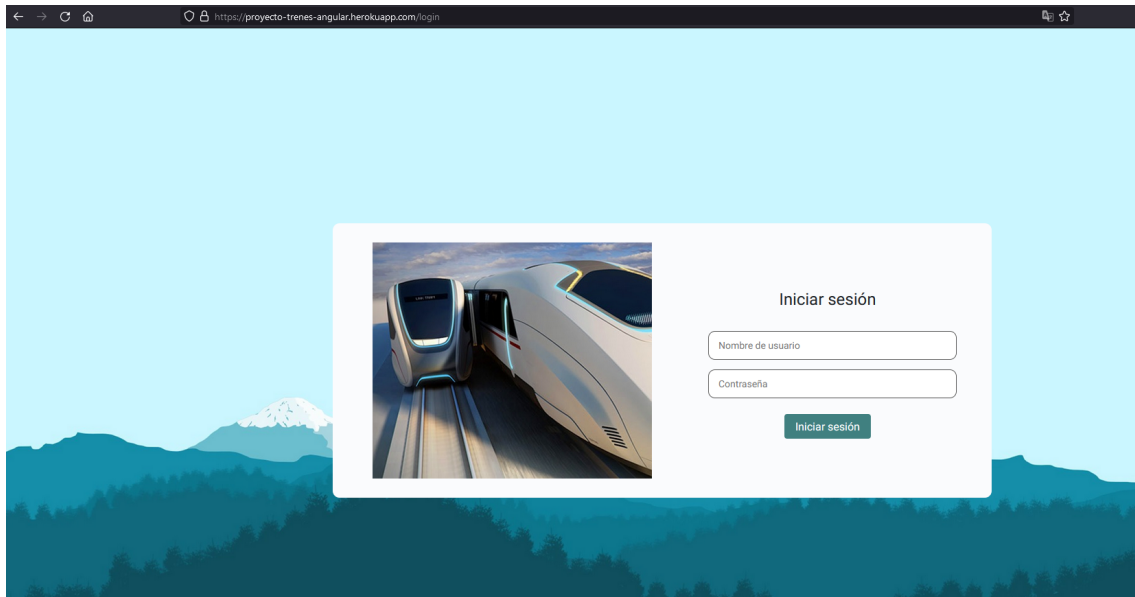 https://proyecto-trenes-angular.herokuapp.com/login
Iniciar sesión
Nombre de usuario
Contraseña
Iniciar sesión